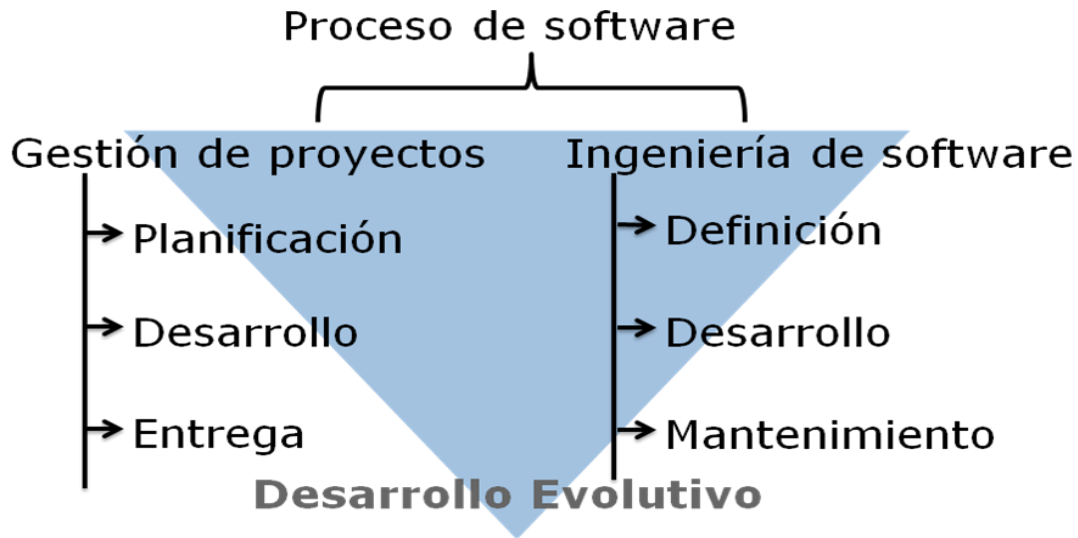 Proceso de software
Gestión de proyectos
Planificación
Desarrollo
Entrega
Ingeniería de software
Definición
Desarrollo
Mantenimiento
Desarrollo Evolutivo